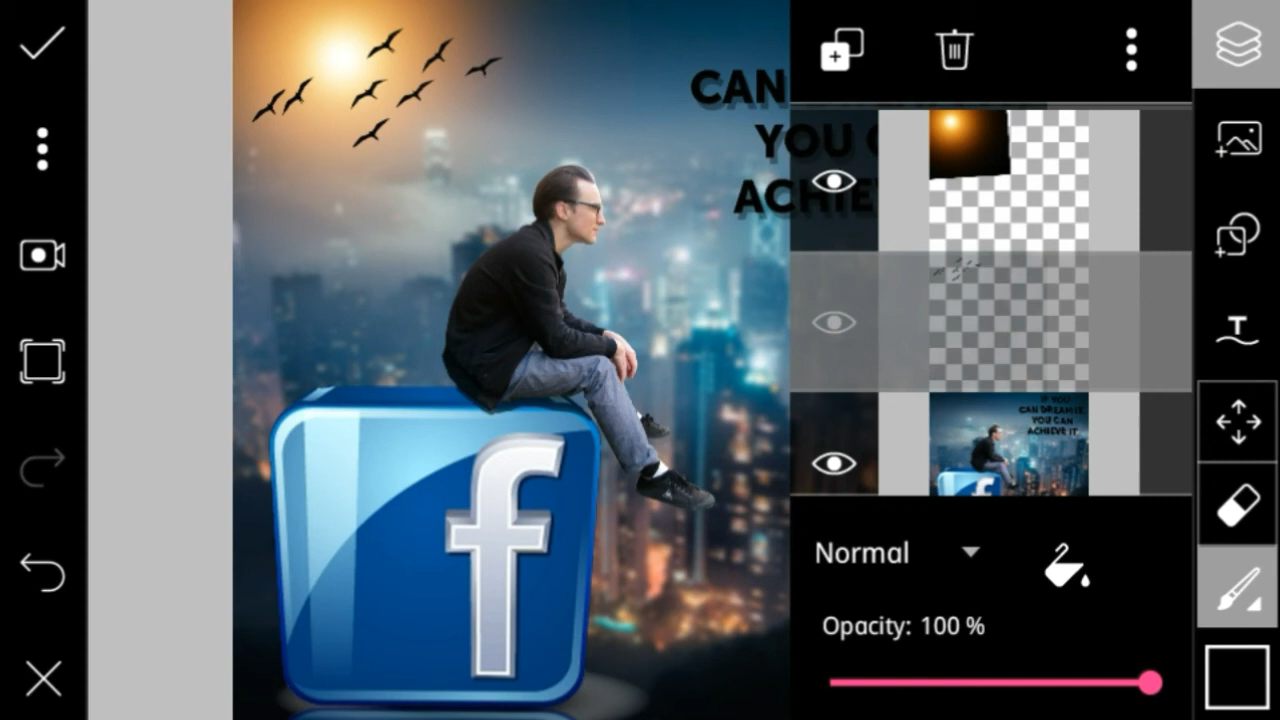 CAN
YOU C
ACHIE
IF YOU
CAN DREAM IT
YOU CAN
ACHIEVE IT
f
f
Normal
Opacity: 100 %
T